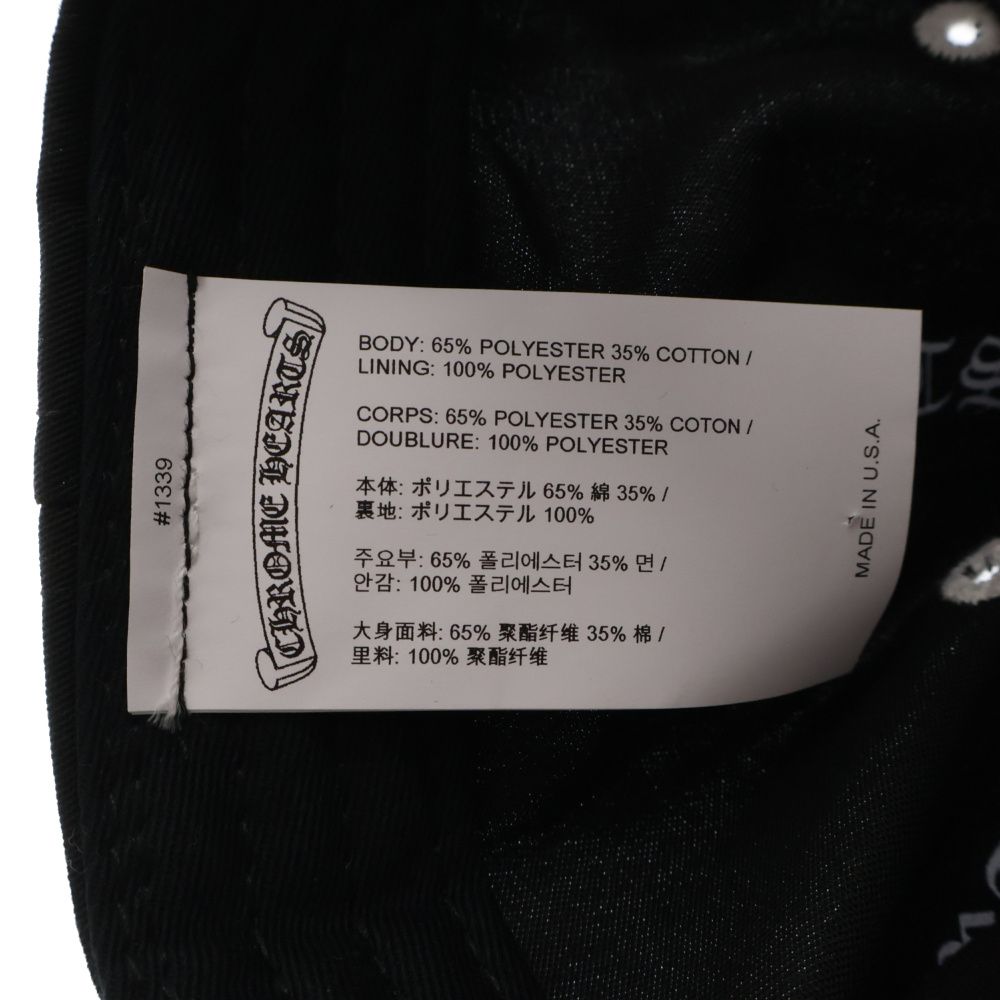 #1339
CHROME HEARTS
BODY: 65% POLYESTER 35% COTTON /
LINING: 100% POLYESTER
CORPS: 65% POLYESTER 35% COTON /
DOUBLURE: 100% POLYESTER
本体: ポリエステル 65% 綿 35% /
裏地: ポリエステル 100%
주요부: 65% 폴리에스터 35% 면 /
안감: 100% 폴리에스터
大身面料: 65% 聚酯纤维 35% 棉 /
里料: 100% 聚酯纤维
MADE IN U.S.A.